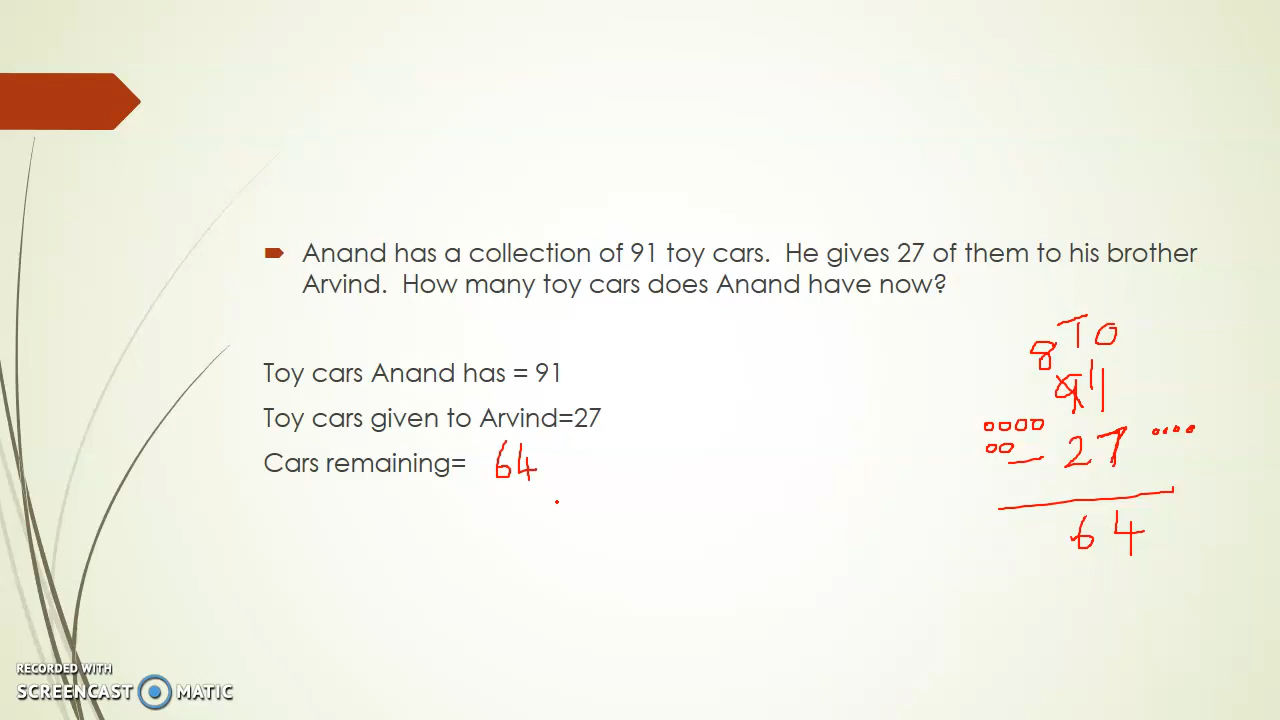 Anand has a collection of 91 toy cars. He gives 27 of them to his brother
Arvind. How many toy cars does Anand have now?
Toy cars Anand has = 91
Toy cars given to Arvind=27
Cars remaining= 64
T O
8
91 1
- 27
64
RECORDED WITH
SCREENCAST MATIC